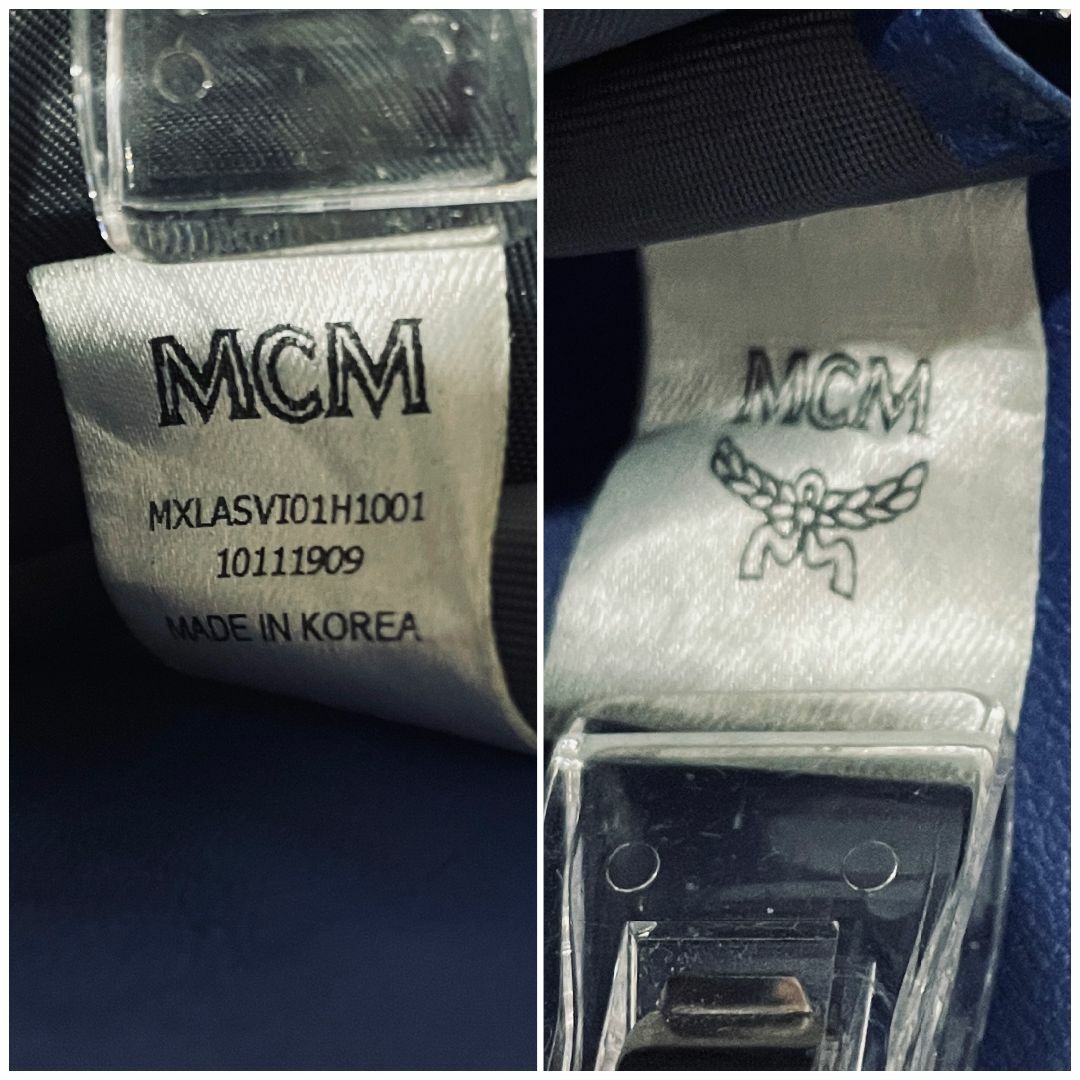 MCM
MXLASVI01H1001
10111909
MADE IN KOREA
MCM